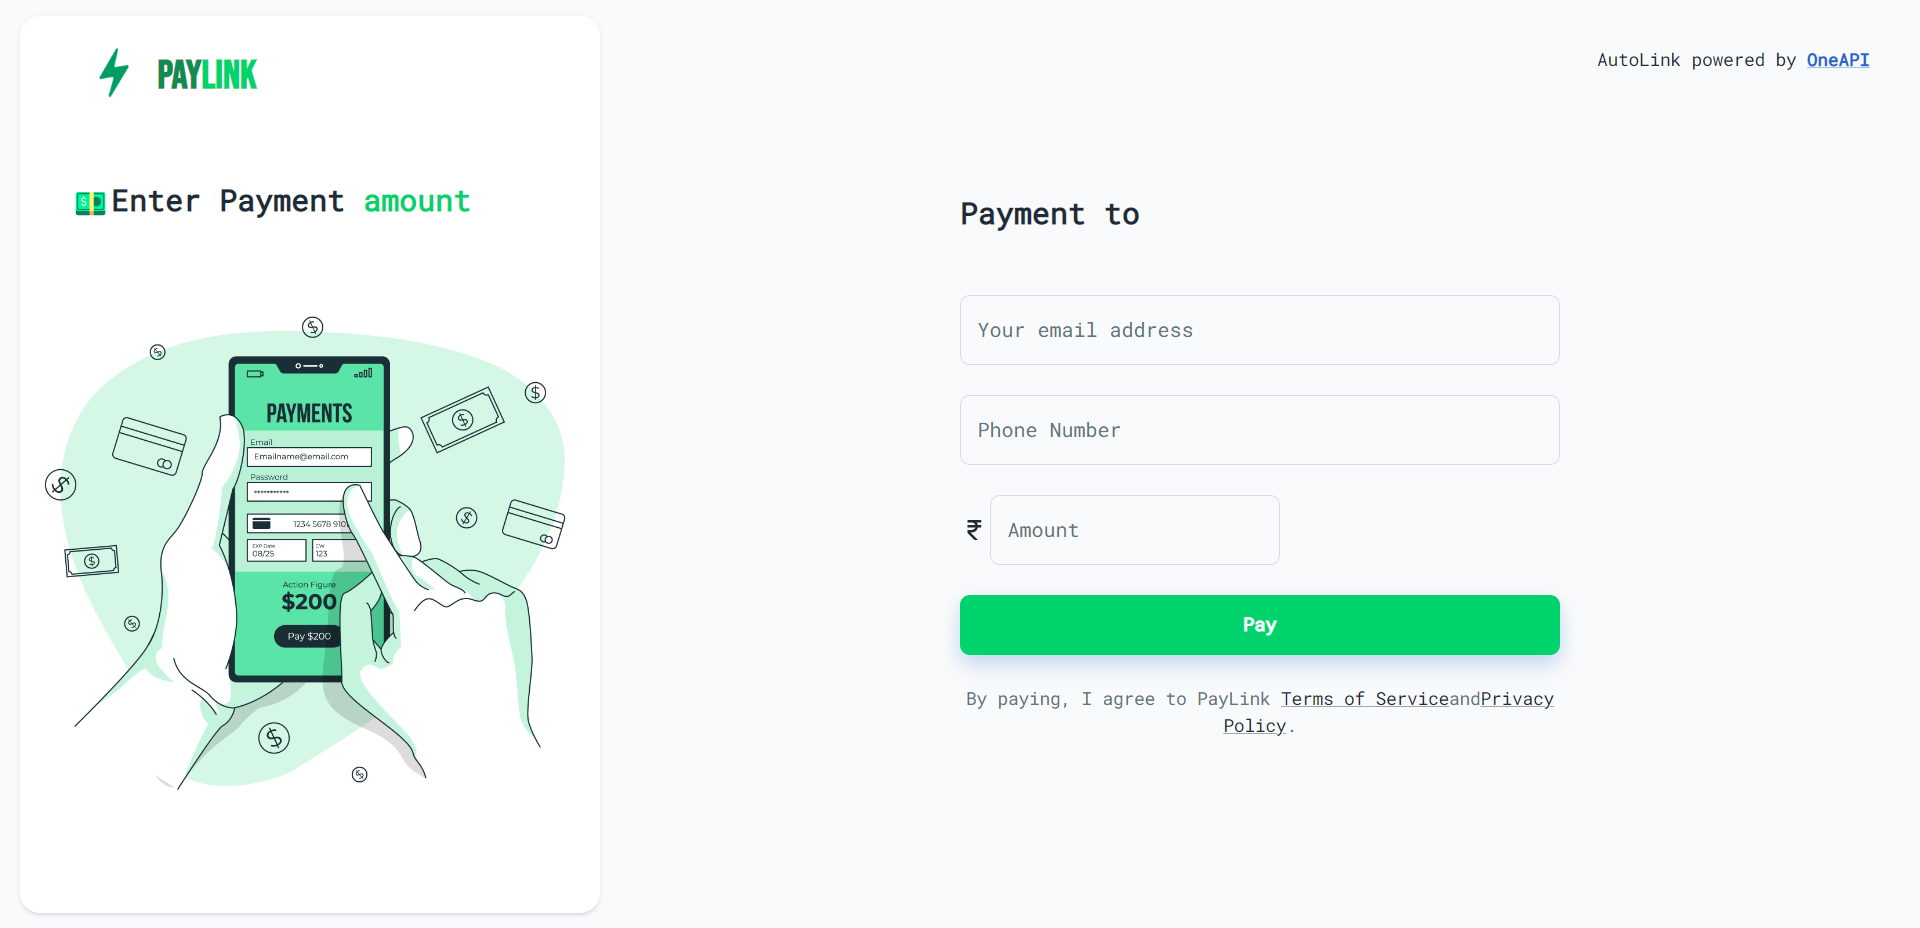 PAYLINK
AutoLink powered by OneAPI
Enter Payment amount
PAYMENTS
Email
Emailname@email.com
Password
***********
1234 5678 910
EXP Date
08/25
CW
123
Action Figure
$200
Pay $200
Payment to
Your email address
Phone Number
₹ Amount
Pay
By paying, I agree to PayLink Terms of ServiceandPrivacy
Policy.